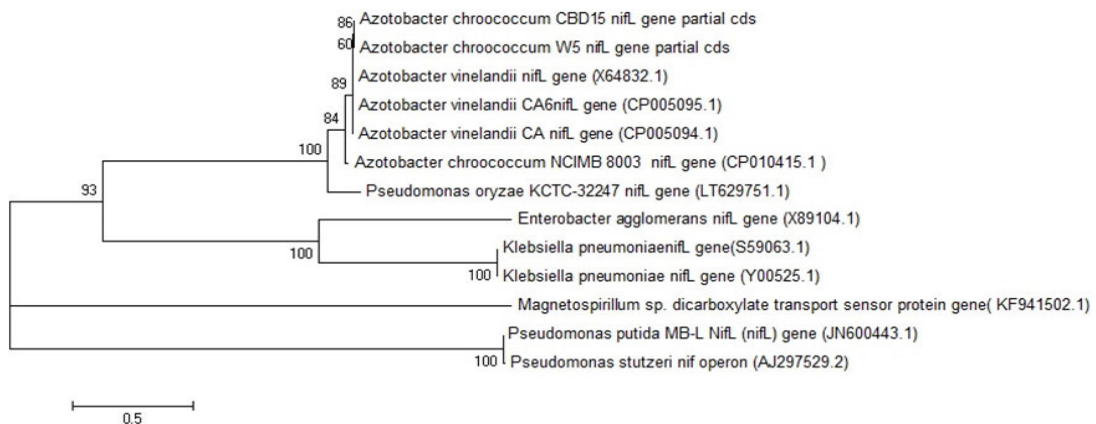 86 Azotobacter chroococcum CBD15 nifL gene partial cds
60 Azotobacter chroococcum W5 nifL gene partial cds
Azotobacter vinelandii nifL gene (X64832.1)
89
Azotobacter vinelandii CA6nifL gene (CP005095.1)
84
Azotobacter vinelandii CA nifL gene (CP005094.1)
100
Azotobacter chroococcum NCIMB 8003 nifL gene (CP010415.1 )
93
Pseudomonas oryzae KCTC-32247 nifL gene (LT629751.1)
Enterobacter agglomerans nifL gene (X89104.1)
100
Klebsiella pneumoniaenifL gene(S59063.1)
100 Klebsiella pneumoniae nifL gene (Y00525.1)
Magnetospirillum sp. dicarboxylate transport sensor protein gene( KF941502.1)
Pseudomonas putida MB-L NifL (nifL) gene (JN600443.1)
100 Pseudomonas stutzeri nif operon (AJ297529.2)
0.5